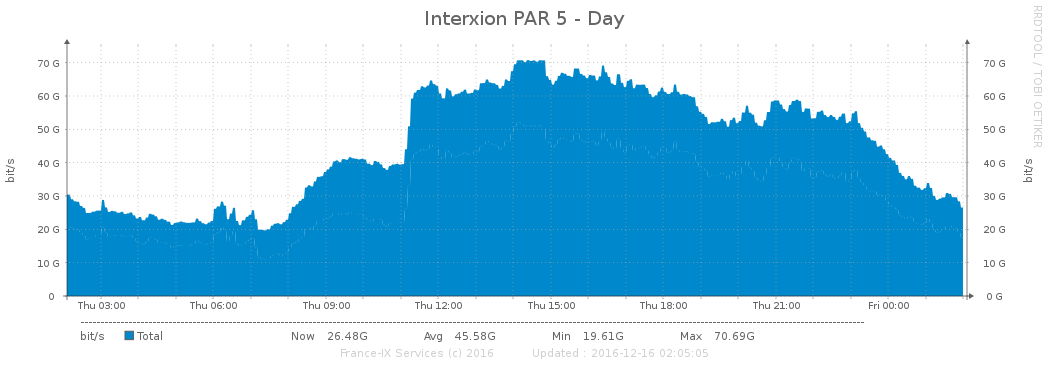 Interxion PAR 5 - Day
RRDTOOL / TOBI OETIKER
bit/s
70 G 70 G
60 G 60 G
50 G 50 G
40 G 40 G
30 G 30 G
20 G 20 G
10 G 10 G
0 0 G
bit/s
Thu 03:00 Thu 06:00 Thu 09:00 Thu 12:00 Thu 15:00 Thu 18:00 Thu 21:00 Fri 00:00
bit/s Total Now 26.48G Avg 45.58G Min 19.61G Max 70.69G
France-IX Services (c) 2016 Updated : 2016-12-16 02:05:05